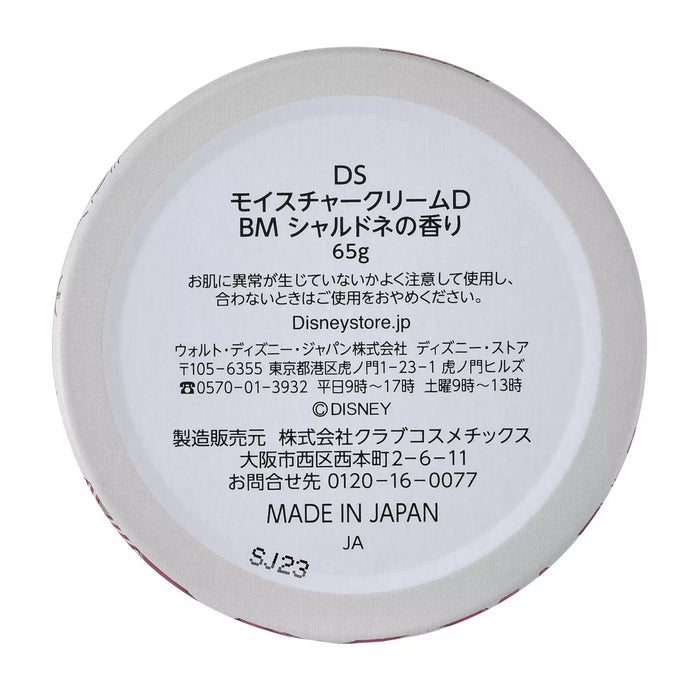 DS
モイスチャークリームD
BM シャルドネの香り
65g
お肌に異常が生じていないかよく注意して使用し、
合わないときはご使用をおやめください。
Disneystore.jp
ウォルト・ディズニー・ジャパン株式会社 ディズニー・ストア
〒105-6355 東京都港区虎ノ門1-23-1 虎ノ門ヒルズ
☎0570-01-3932 平日9時～17時 土曜9時～13時
©DISNEY
製造販売元 株式会社クラブコスメチックス
大阪市西区西本町2-6-11
お問合せ先 0120-16-0077
MADE IN JAPAN
JA
SJ23